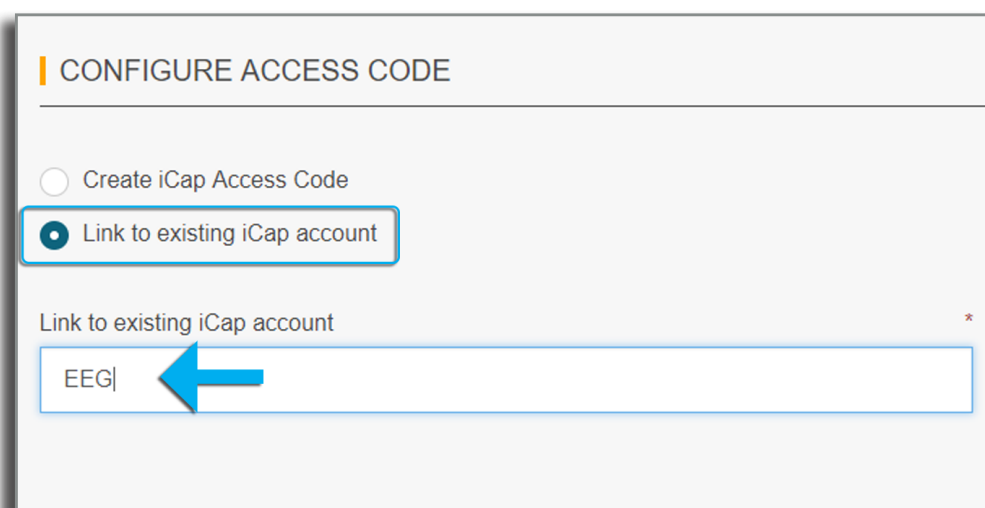 CONFIGURE ACCESS CODE
Create iCap Access Code
Link to existing iCap account
Link to existing iCap account *
EEG